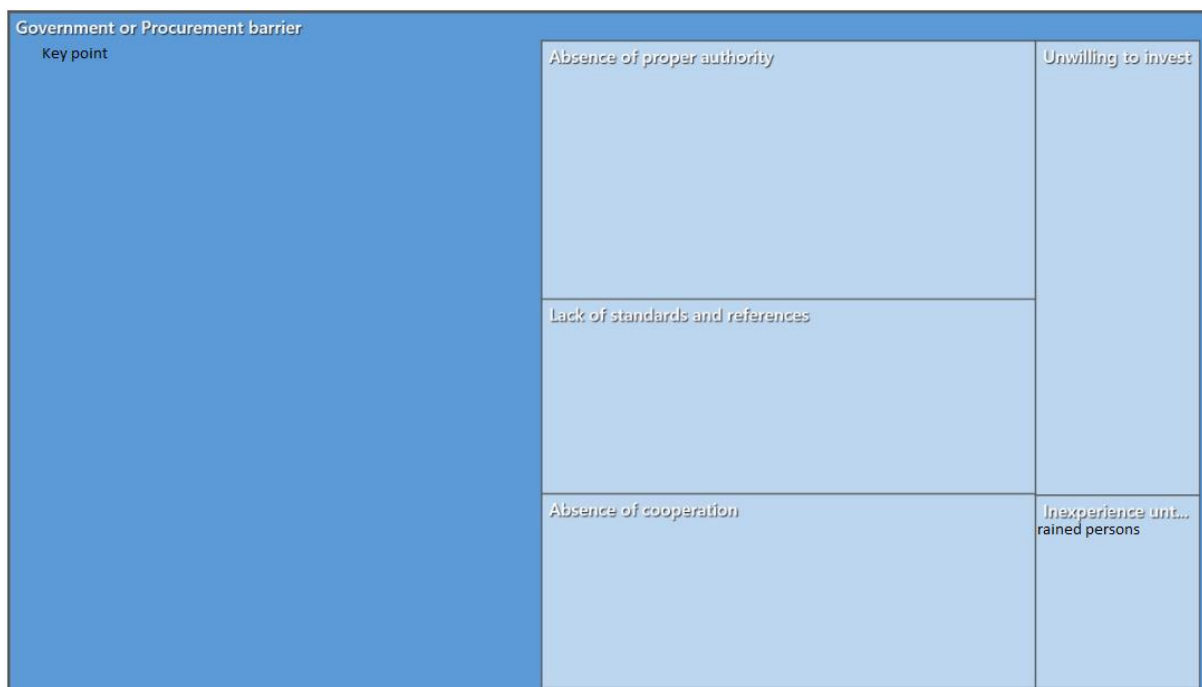 Government or Procurement barrier
Key point
Absence of proper authority
Unwilling to invest
Lack of standards and references
Absence of cooperation
Inexperience unt...
rained persons